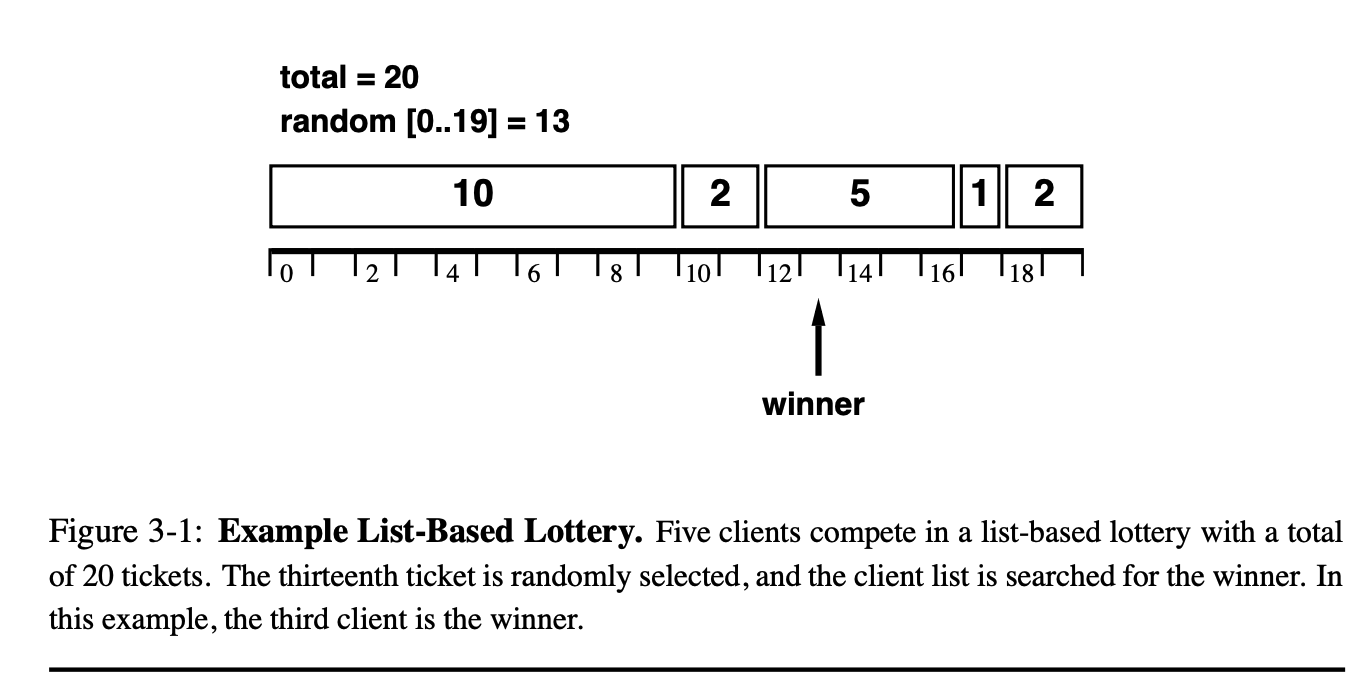 total = 20
random [0..19] = 13
10 2 5 1 2
0 2 4 6 8 10 12 14 16 18
winner
Figure 3-1: Example List-Based Lottery. Five clients compete in a list-based lottery with a total
of 20 tickets. The thirteenth ticket is randomly selected, and the client list is searched for the winner. In
this example, the third client is the winner.